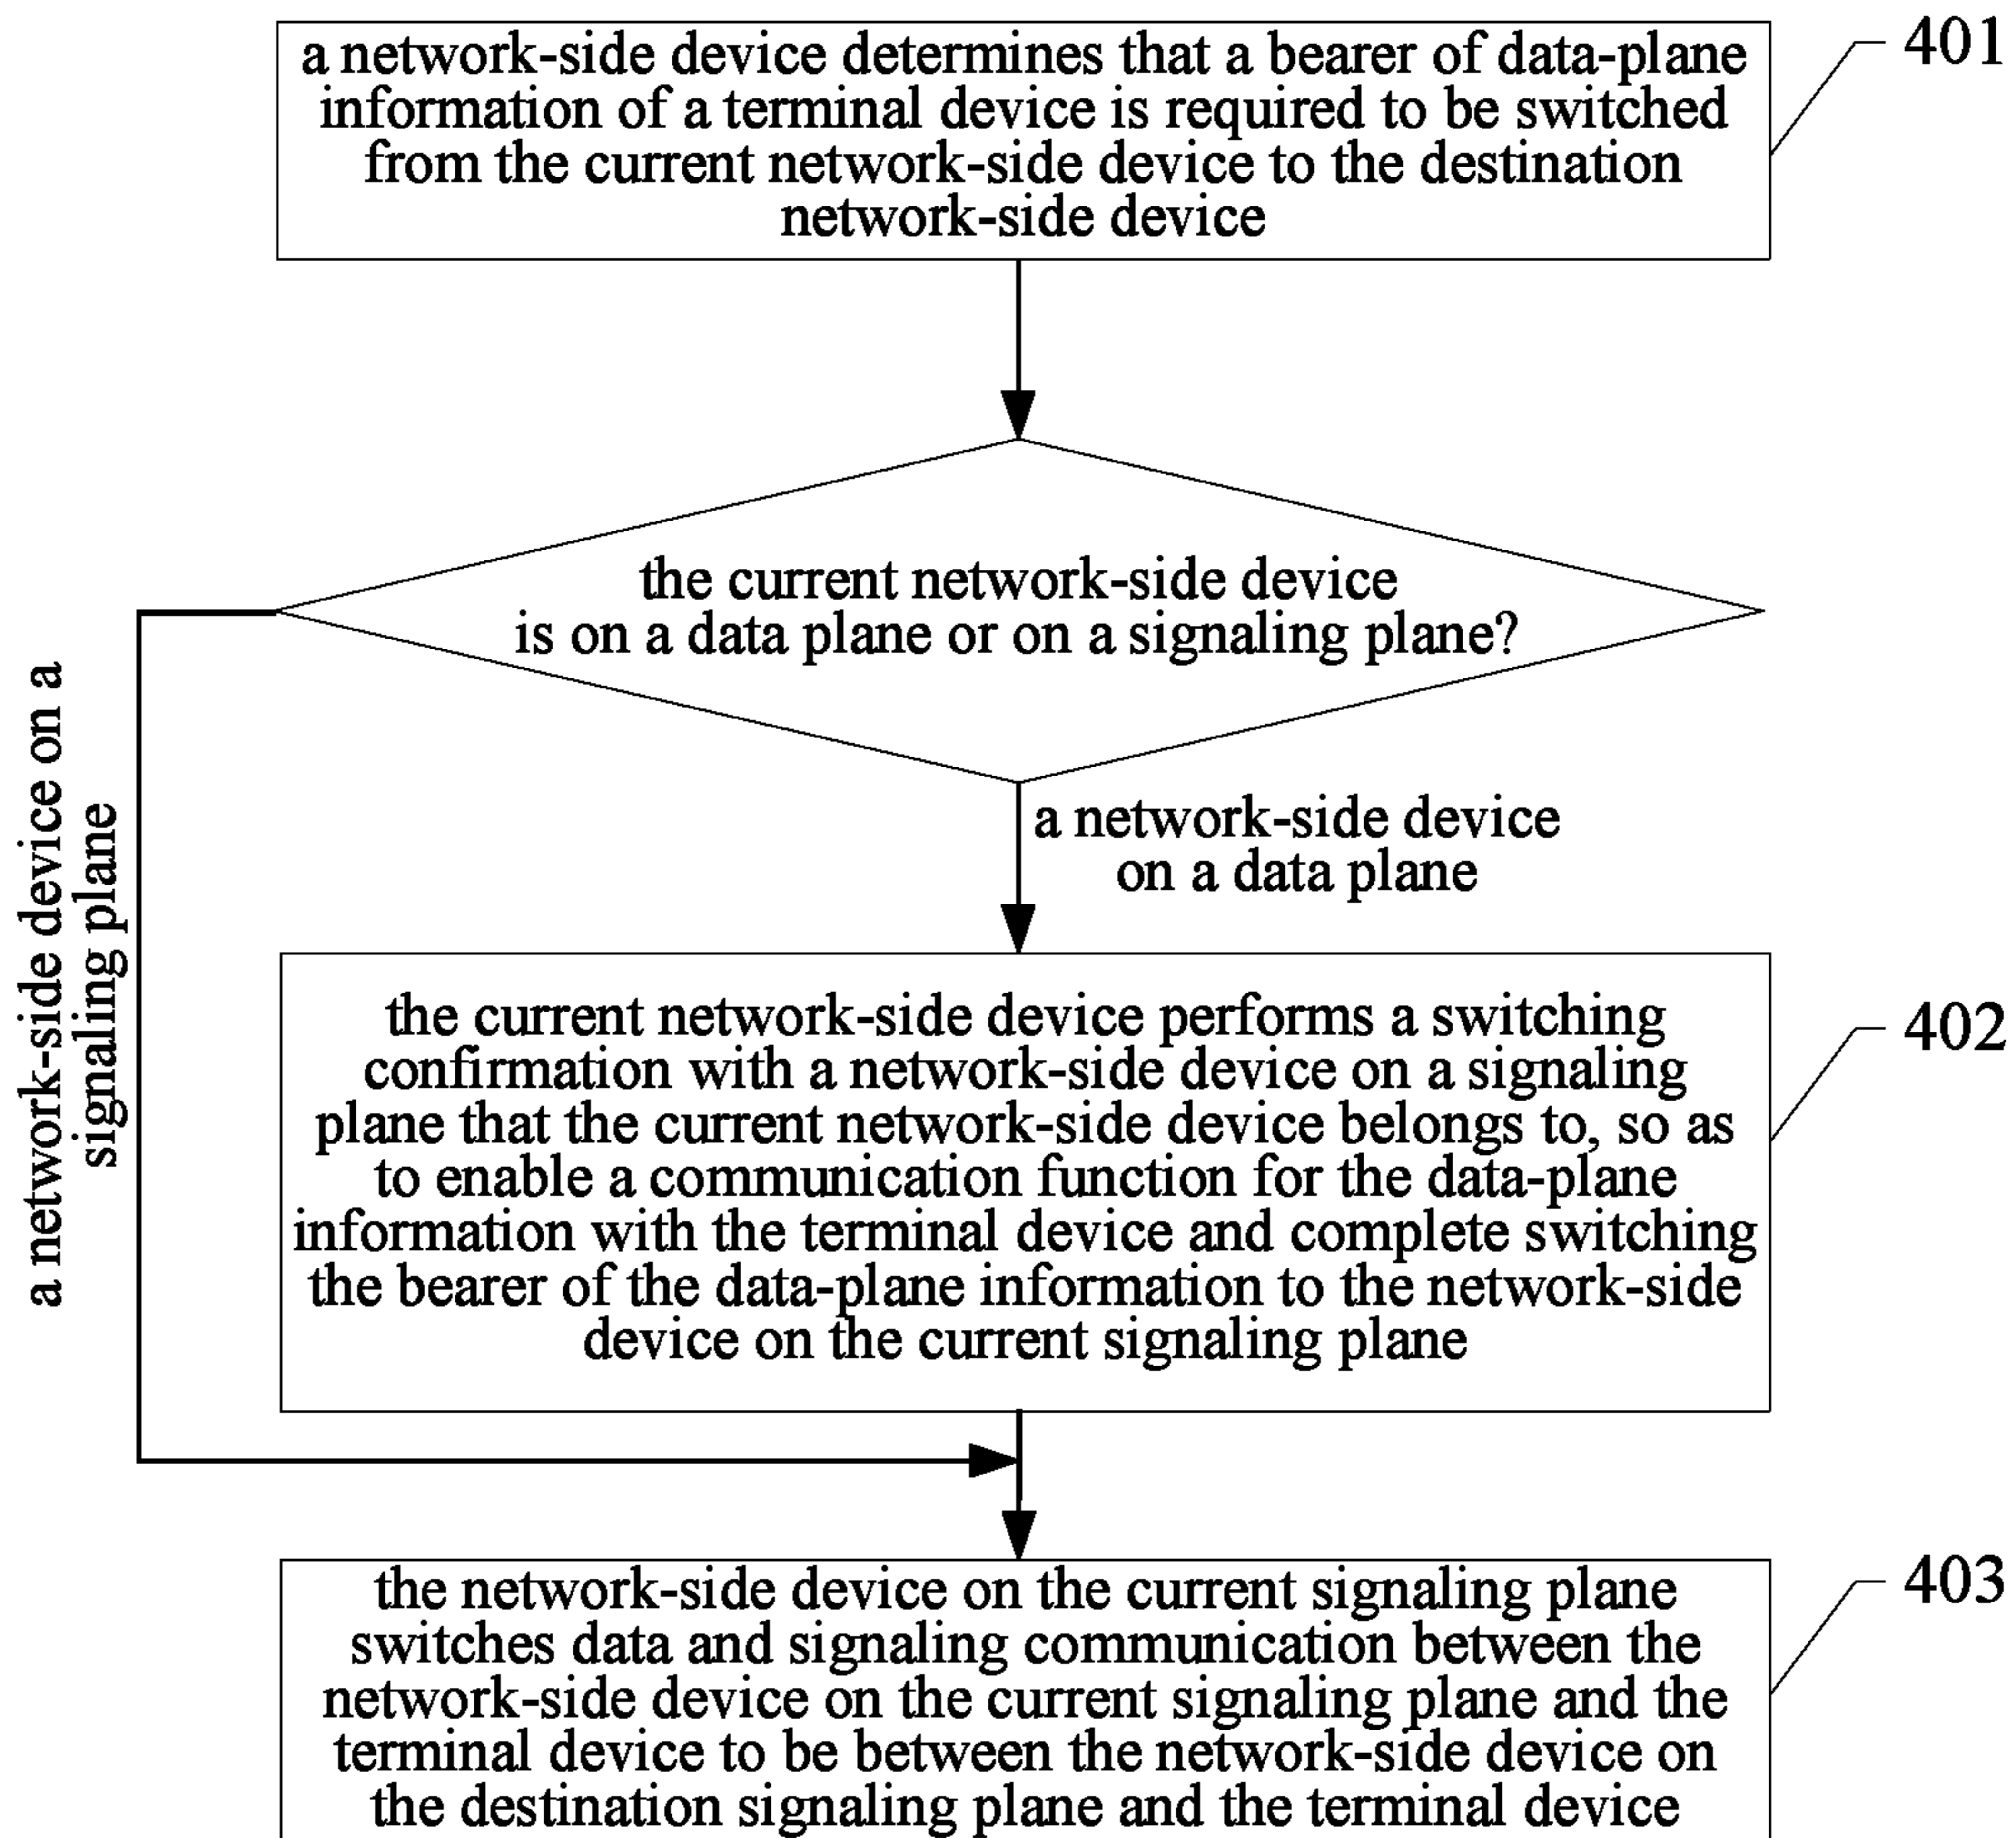 a network-side device determines that a bearer of data-plane
information of a terminal device is required to be switched
from the current network-side device to the destination
network-side device
401
the current network-side device
is on a data plane or on a signaling plane?
a network-side device on a
signaling plane
a network-side device
on a data plane
the current network-side device performs a switching
confirmation with a network-side device on a signaling
plane that the current network-side device belongs to, so as
to enable a communication function for the data-plane
information with the terminal device and complete switching
the bearer of the data-plane information to the network-side
device on the current signaling plane
402
the network-side device on the current signaling plane
switches data and signaling communication between the
network-side device on the current signaling plane and the
terminal device to be between the network-side device on
the destination signaling plane and the terminal device
403